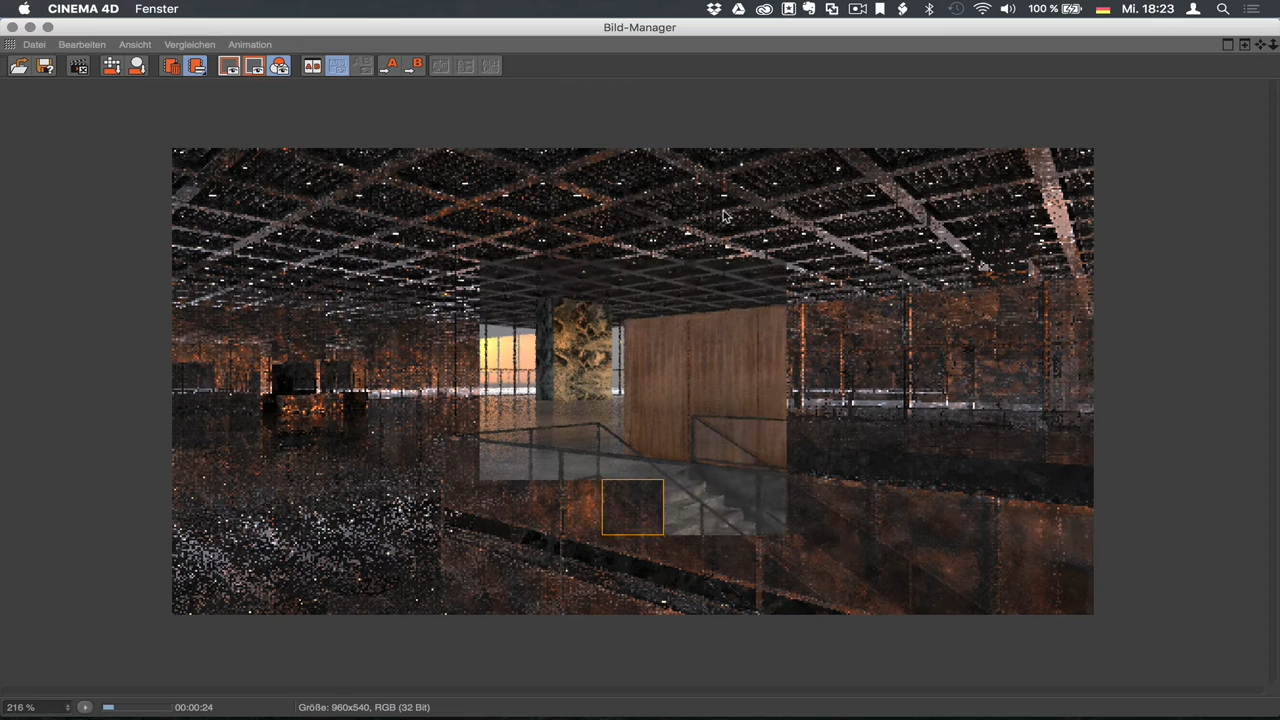 CINEMA 4D Fenster 100 % Mi. 18:23
Bild-Manager
Datei Bearbeiten Ansicht Vergleichen Animation
A B AB A B
216 % 00:00:24 Größe: 960x540, RGB (32 Bit)